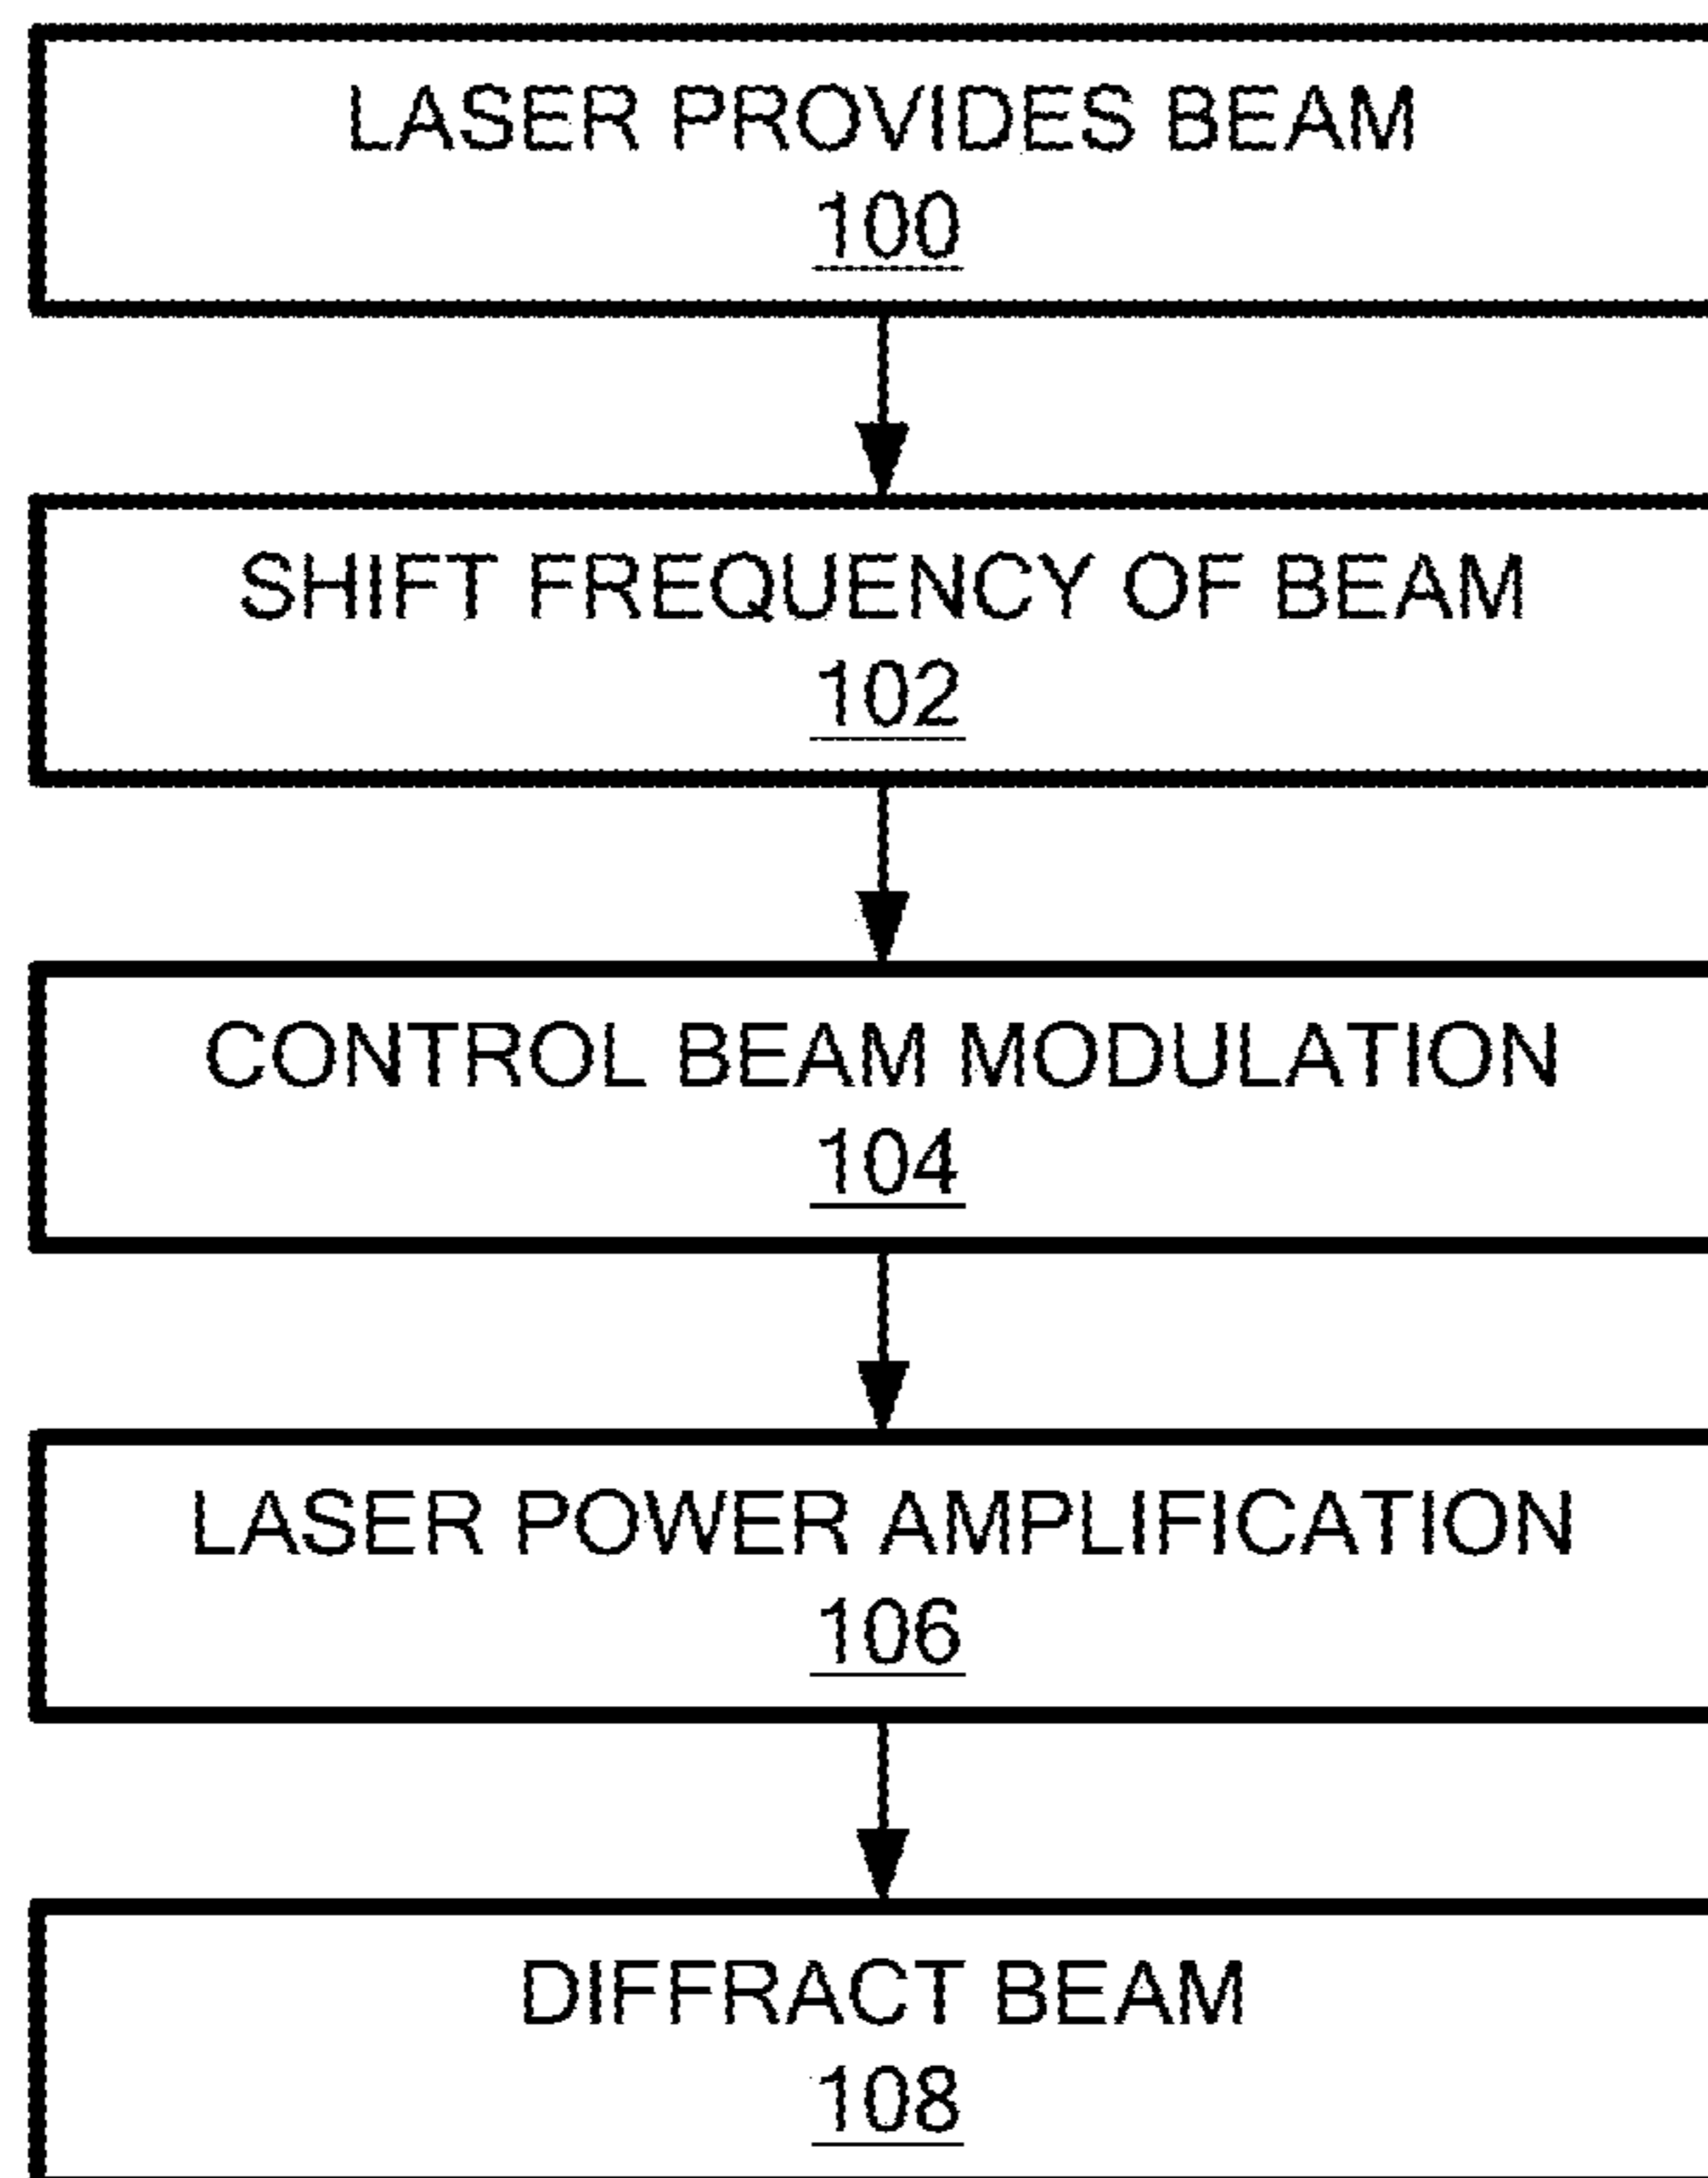 LASER PROVIDES BEAM
100
SHIFT FREQUENCY OF BEAM
102
CONTROL BEAM MODULATION
104
LASER POWER AMPLIFICATION
106
DIFFRACT BEAM
108